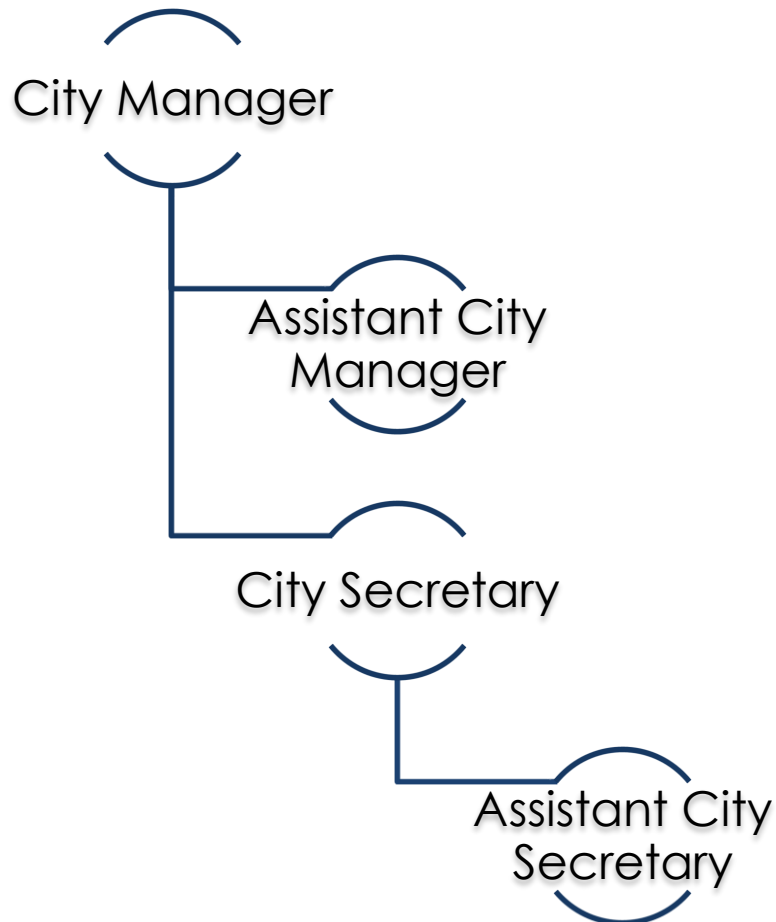 City Manager
Assistant City
Manager
City Secretary
Assistant City
Secretary